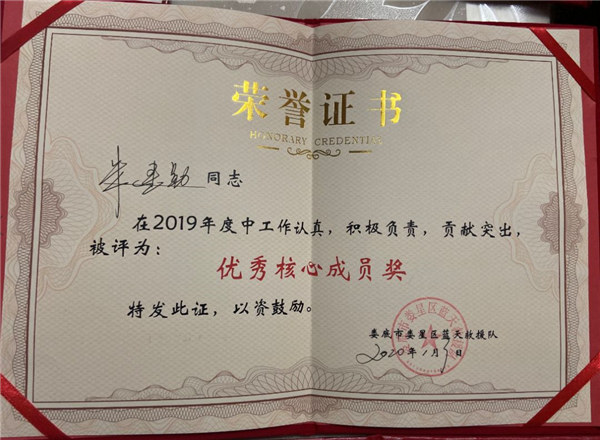 荣誉证书
HONORARY CREDENTIAL
同志
在2019年度中工作认真，积极负责，贡献突出，
被评为：
优秀核心成员奖
特发此证，以资鼓励。
娄底市娄星区蓝天救援队
2020年1月 日